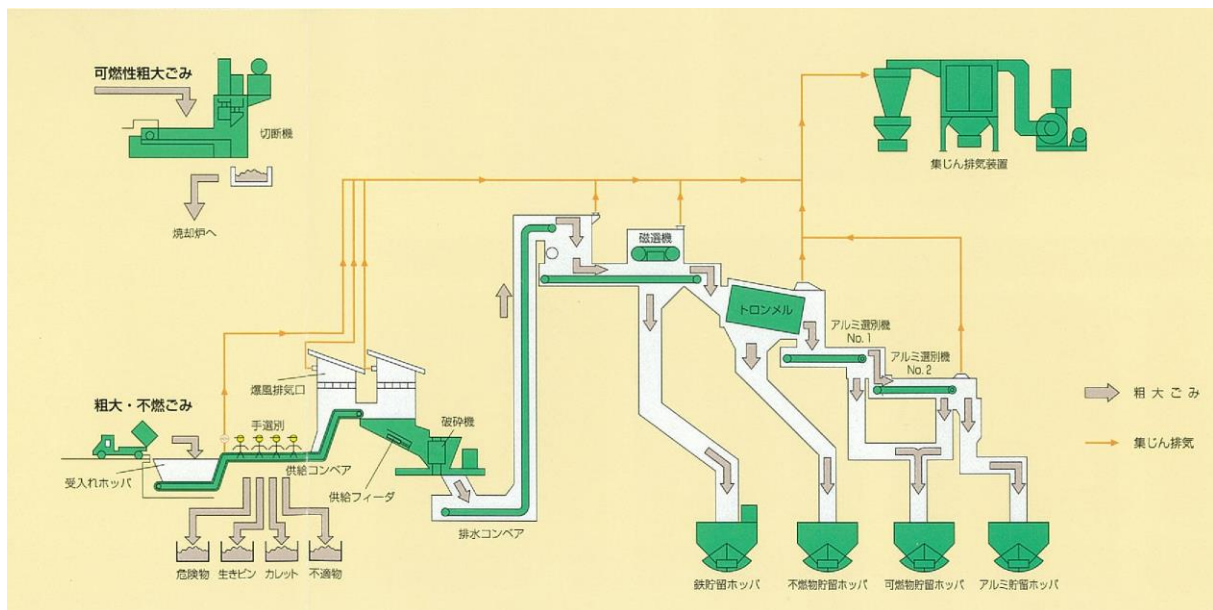 可燃性粗大ごみ
切断機
焼却炉へ
集じん排気装置
磁選機
トロンメル
アルミ選別機
No.1
アルミ選別機
No.2
爆風排気口
粗大・不燃ごみ
手選別
破砕機
受入れホッパ
供給コンベア
供給フィーダ
排水コンベア
危険物
生きビン
カレット
不適物
鉄貯留ホッパ
不燃物貯留ホッパ
可燃物貯留ホッパ
アルミ貯留ホッパ
粗大ごみ
集じん排気